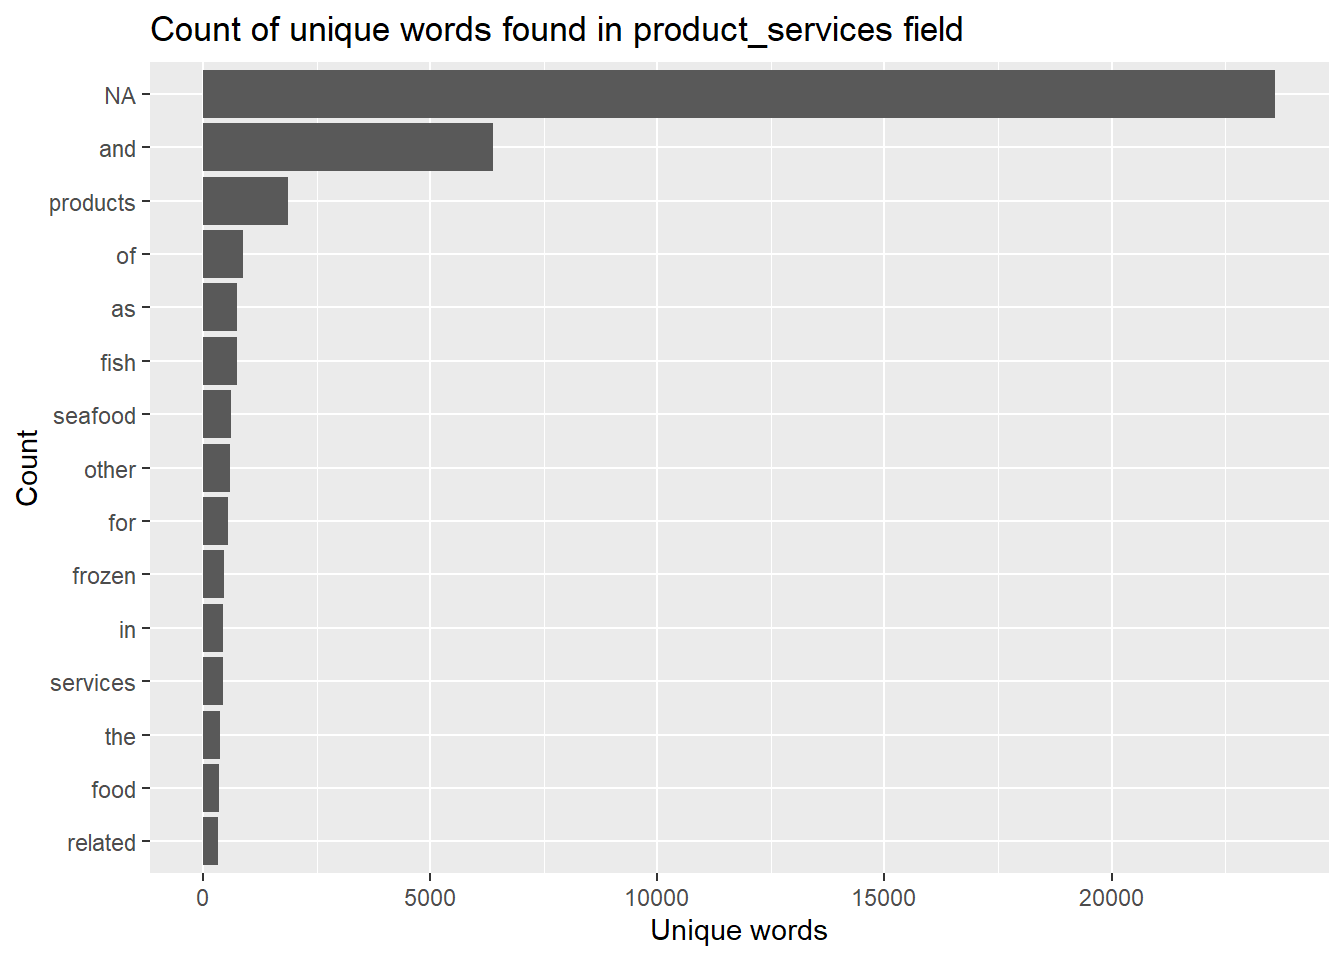 Count of unique words found in product_services field
NA
and
products
of
as
fish
seafood
other
for
frozen
in
services
the
food
related
Count
0 5000 10000 15000 20000
Unique words